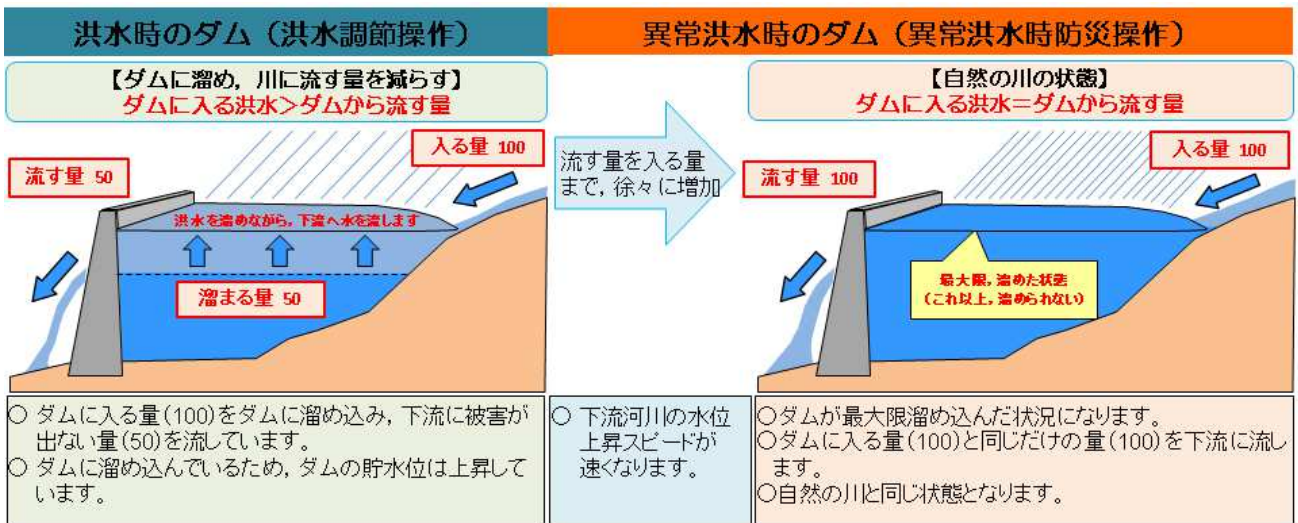 洪水時のダム（洪水調節操作）
異常洪水時のダム（異常洪水時防災操作）
【ダムに溜め，川に流す量を減らす】
ダムに入る洪水＞ダムから流す量
【自然の川の状態】
ダムに入る洪水＝ダムから流す量
入る量 100
流す量 50
洪水を溜めながら，下流へ水を流します
溜まる量 50
流す量を入る量
まで，徐々に増加
入る量 100
流す量 100
最大限，溜めた状態
（これ以上，溜められない）
○ ダムに入る量(100)をダムに溜め込み，下流に被害が
出ない量(50)を流しています。
○ ダムに溜め込んでいるため，ダムの貯水位は上昇して
います。
○ 下流河川の水位
上昇スピードが
速くなります。
○ダムが最大限溜め込んだ状況になります。
○ダムに入る量(100)と同じだけの量(100)を下流に流し
ます。
○自然の川と同じ状態となります。